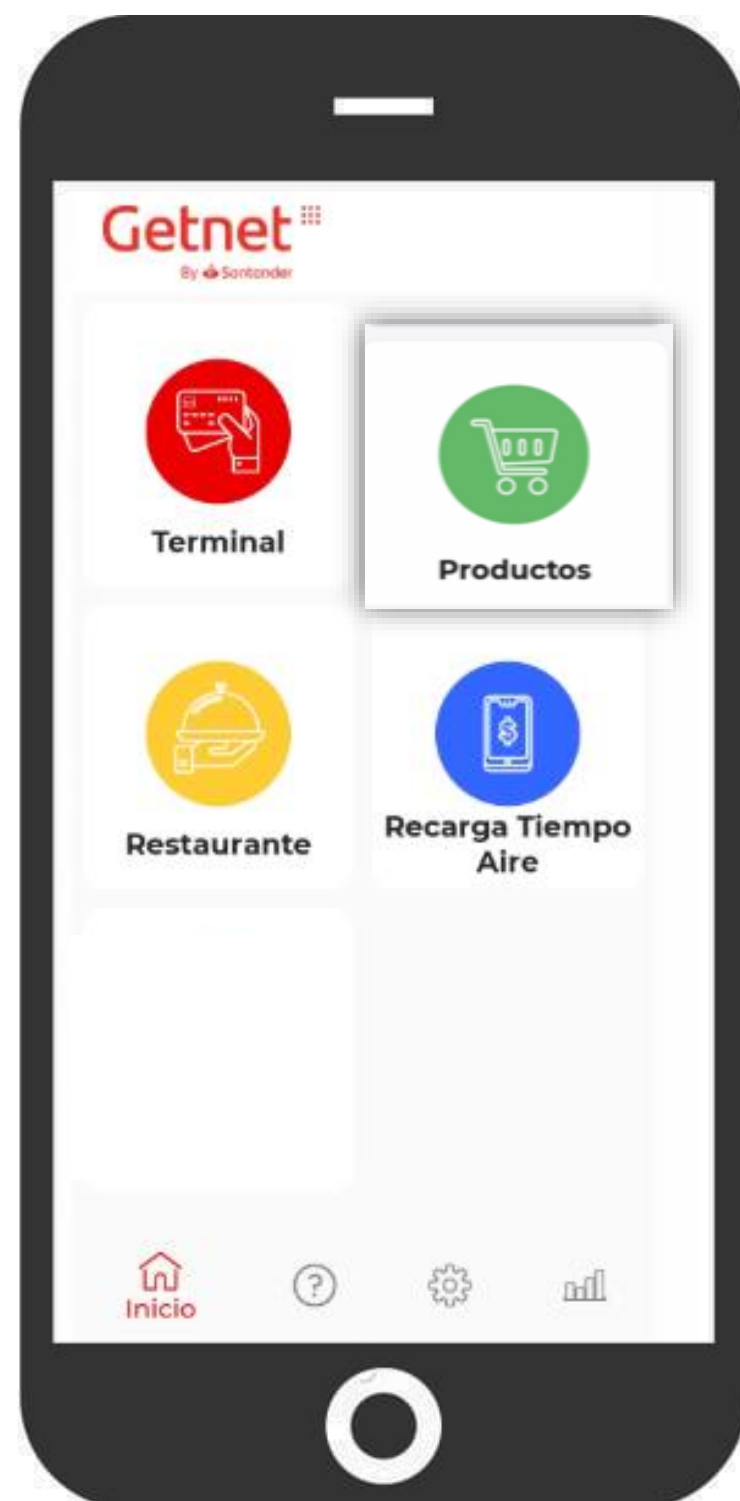 Getnet
By Santander
Terminal
Productos
Restaurante
Recarga Tiempo
Aire
Inicio